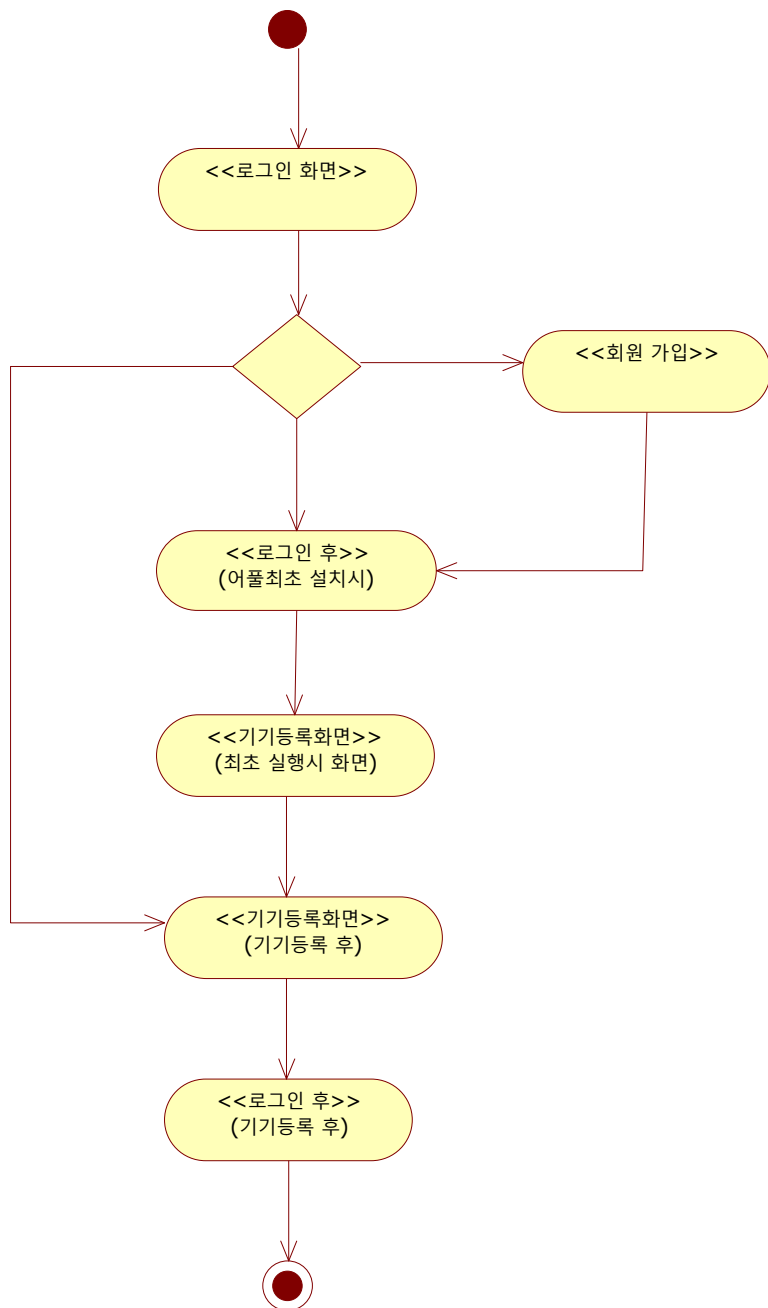 <<로그인 화면>>
<<회원 가입>>
<<로그인 후>>
(어풀최초 설치시)
<<기기등록화면>>
(최초 실행시 화면)
<<기기등록화면>>
(기기등록 후)
<<로그인 후>>
(기기등록 후)